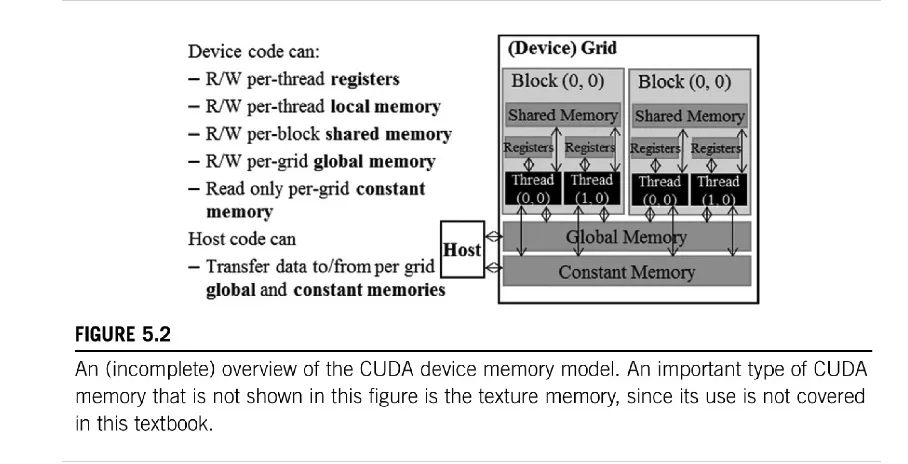 Device code can:
– R/W per-thread registers
– R/W per-thread local memory
– R/W per-block shared memory
– R/W per-grid global memory
– Read only per-grid constant
memory
Host code can
– Transfer data to/from per grid
global and constant memories
(Device) Grid
Block (0, 0)
Block (0, 0)
Shared Memory
Shared Memory
Registers
Registers
Registers
Registers
Thread
(0, 0)
Thread
(1, 0)
Thread
(0, 0)
Thread
(1, 0)
Host
Global Memory
Constant Memory
FIGURE 5.2
An (incomplete) overview of the CUDA device memory model. An important type of CUDA
memory that is not shown in this figure is the texture memory, since its use is not covered
in this textbook.